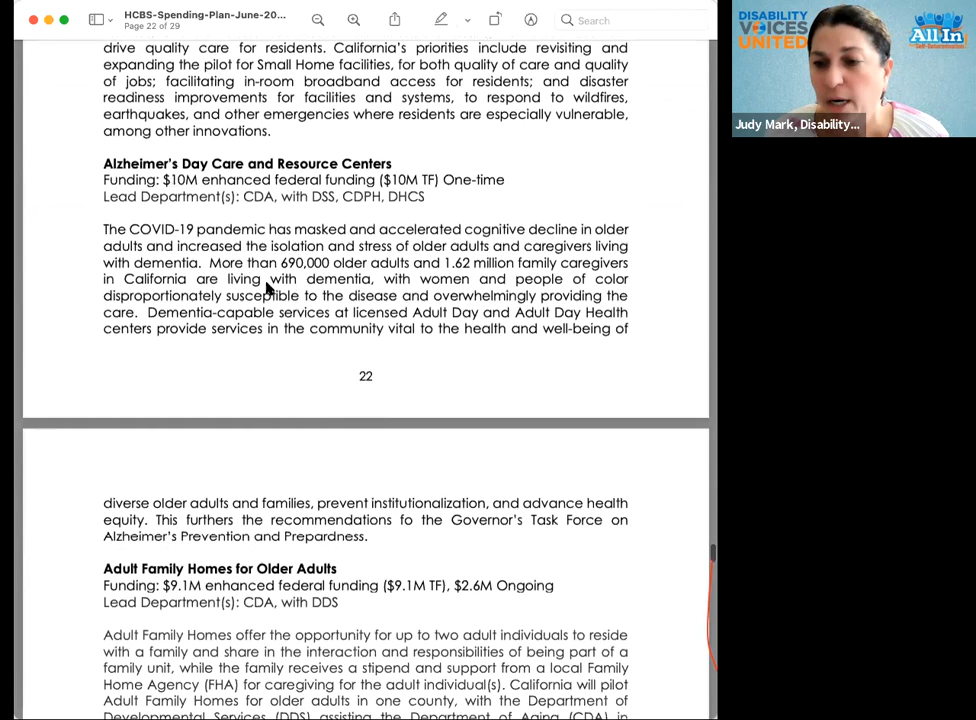 HCBS-Spending-Plan-June-20...
Page 22 of 29
Search
drive quality care for residents. California's priorities include revisiting and
expanding the pilot for Small Home facilities, for both quality of care and quality
of jobs; facilitating in-room broadband access for residents; and disaster
readiness improvements for facilities and systems, to respond to wildfires,
earthquakes, and other emergencies where residents are especially vulnerable,
among other innovations.
Alzheimer's Day Care and Resource Centers
Funding: $10M enhanced federal funding ($10M TF) One-time
Lead Department(s): CDA, with DSS, CDPH, DHCS
The COVID-19 pandemic has masked and accelerated cognitive decline in older
adults and increased the isolation and stress of older adults and caregivers living
with dementia. More than 690,000 older adults and 1.62 million family caregivers
in California are living with dementia, with women and people of color
disproportionately susceptible to the disease and overwhelmingly providing the
care. Dementia-capable services at licensed Adult Day and Adult Day Health
centers provide services in the community vital to the health and well-being of
22
diverse older adults and families, prevent institutionalization, and advance health
equity. This furthers the recommendations fo the Governor's Task Force on
Alzheimer's Prevention and Preparedness.
Adult Family Homes for Older Adults
Funding: $9.1M enhanced federal funding ($9.1M TF), $2.6M Ongoing
Lead Department(s): CDA, with DDS
Adult Family Homes offer the opportunity for up to two adult individuals to reside
with a family and share in the interaction and responsibilities of being part of a
family unit, while the family receives a stipend and support from a local Family
Home Agency (FHA) for caregiving for the adult individual(s). California will pilot
Adult Family Homes for older adults in one county, with the Department of
Developmental Services (DDS) assisting the Department of Aging (CDA) in
DISABILITY
VOICES
UNITED
All In
for Self-Determination
Judy Mark, Disability...